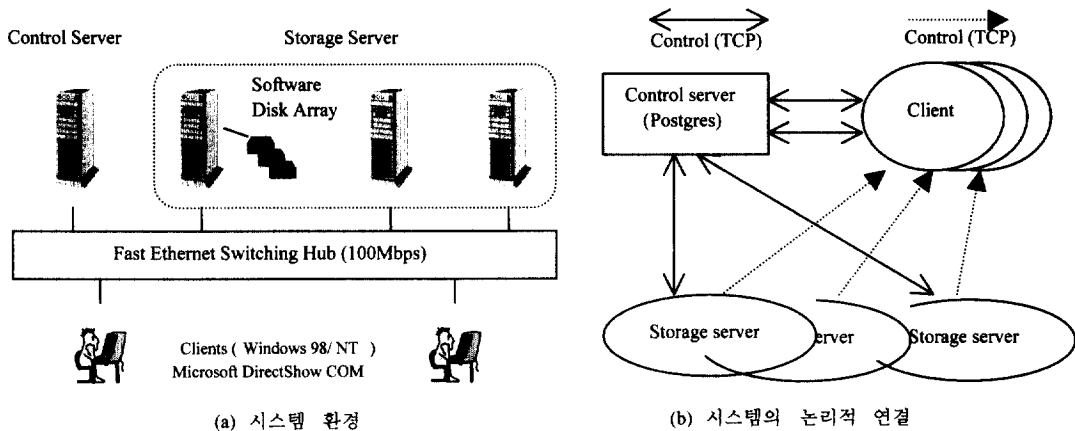 Control Server
Storage Server
Software
Disk Array
Fast Ethernet Switching Hub (100Mbps)
Clients ( Windows 98/ NT )
Microsoft DirectShow COM
(a) 시스템 환경
Control (TCP)
Control (TCP)
Control server
(Postgres)
Client
Storage server
erver
Storage server
(b) 시스템의 논리적 연결